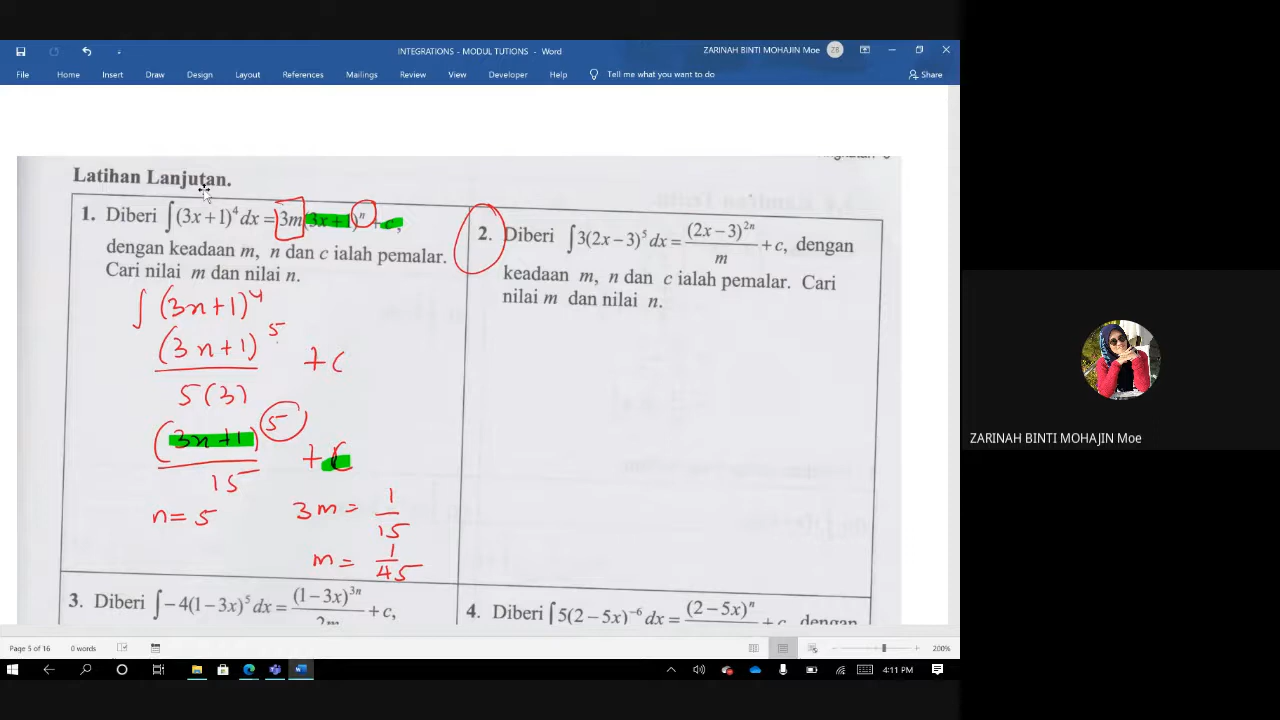 INTEGRATIONS - MODUL TUTIONS - Word
ZARINAH BINTI MOHAJIN Moe ZB
File Home Insert Draw Design Layout References Mailings Review View Developer Help Tell me what you want to do Share
Latihan Lanjutan.
1. Diberi ∫(3x+1)⁴ dx = 3m(3x+1)ⁿ + c,
dengan keadaan m, n dan c ialah pemalar.
Cari nilai m dan nilai n.
∫ (3x+1)⁴
(3x+1)⁵ / 5(3) + c
(3x+1)⁵ / 15 + c
n = 5
3m = 1/15
m = 1/45
2. Diberi ∫3(2x−3)⁵ dx = (2x−3)²ⁿ / m + c, dengan
keadaan m, n dan c ialah pemalar. Cari
nilai m dan nilai n.
3. Diberi ∫−4(1−3x)⁵ dx = (1−3x)³ⁿ / 2m + c,
4. Diberi ∫5(2−5x)⁻⁶ dx = (2−5x)ⁿ + c, dengan
ZARINAH BINTI MOHAJIN Moe
Page 5 of 16 0 words 200%
4:11 PM